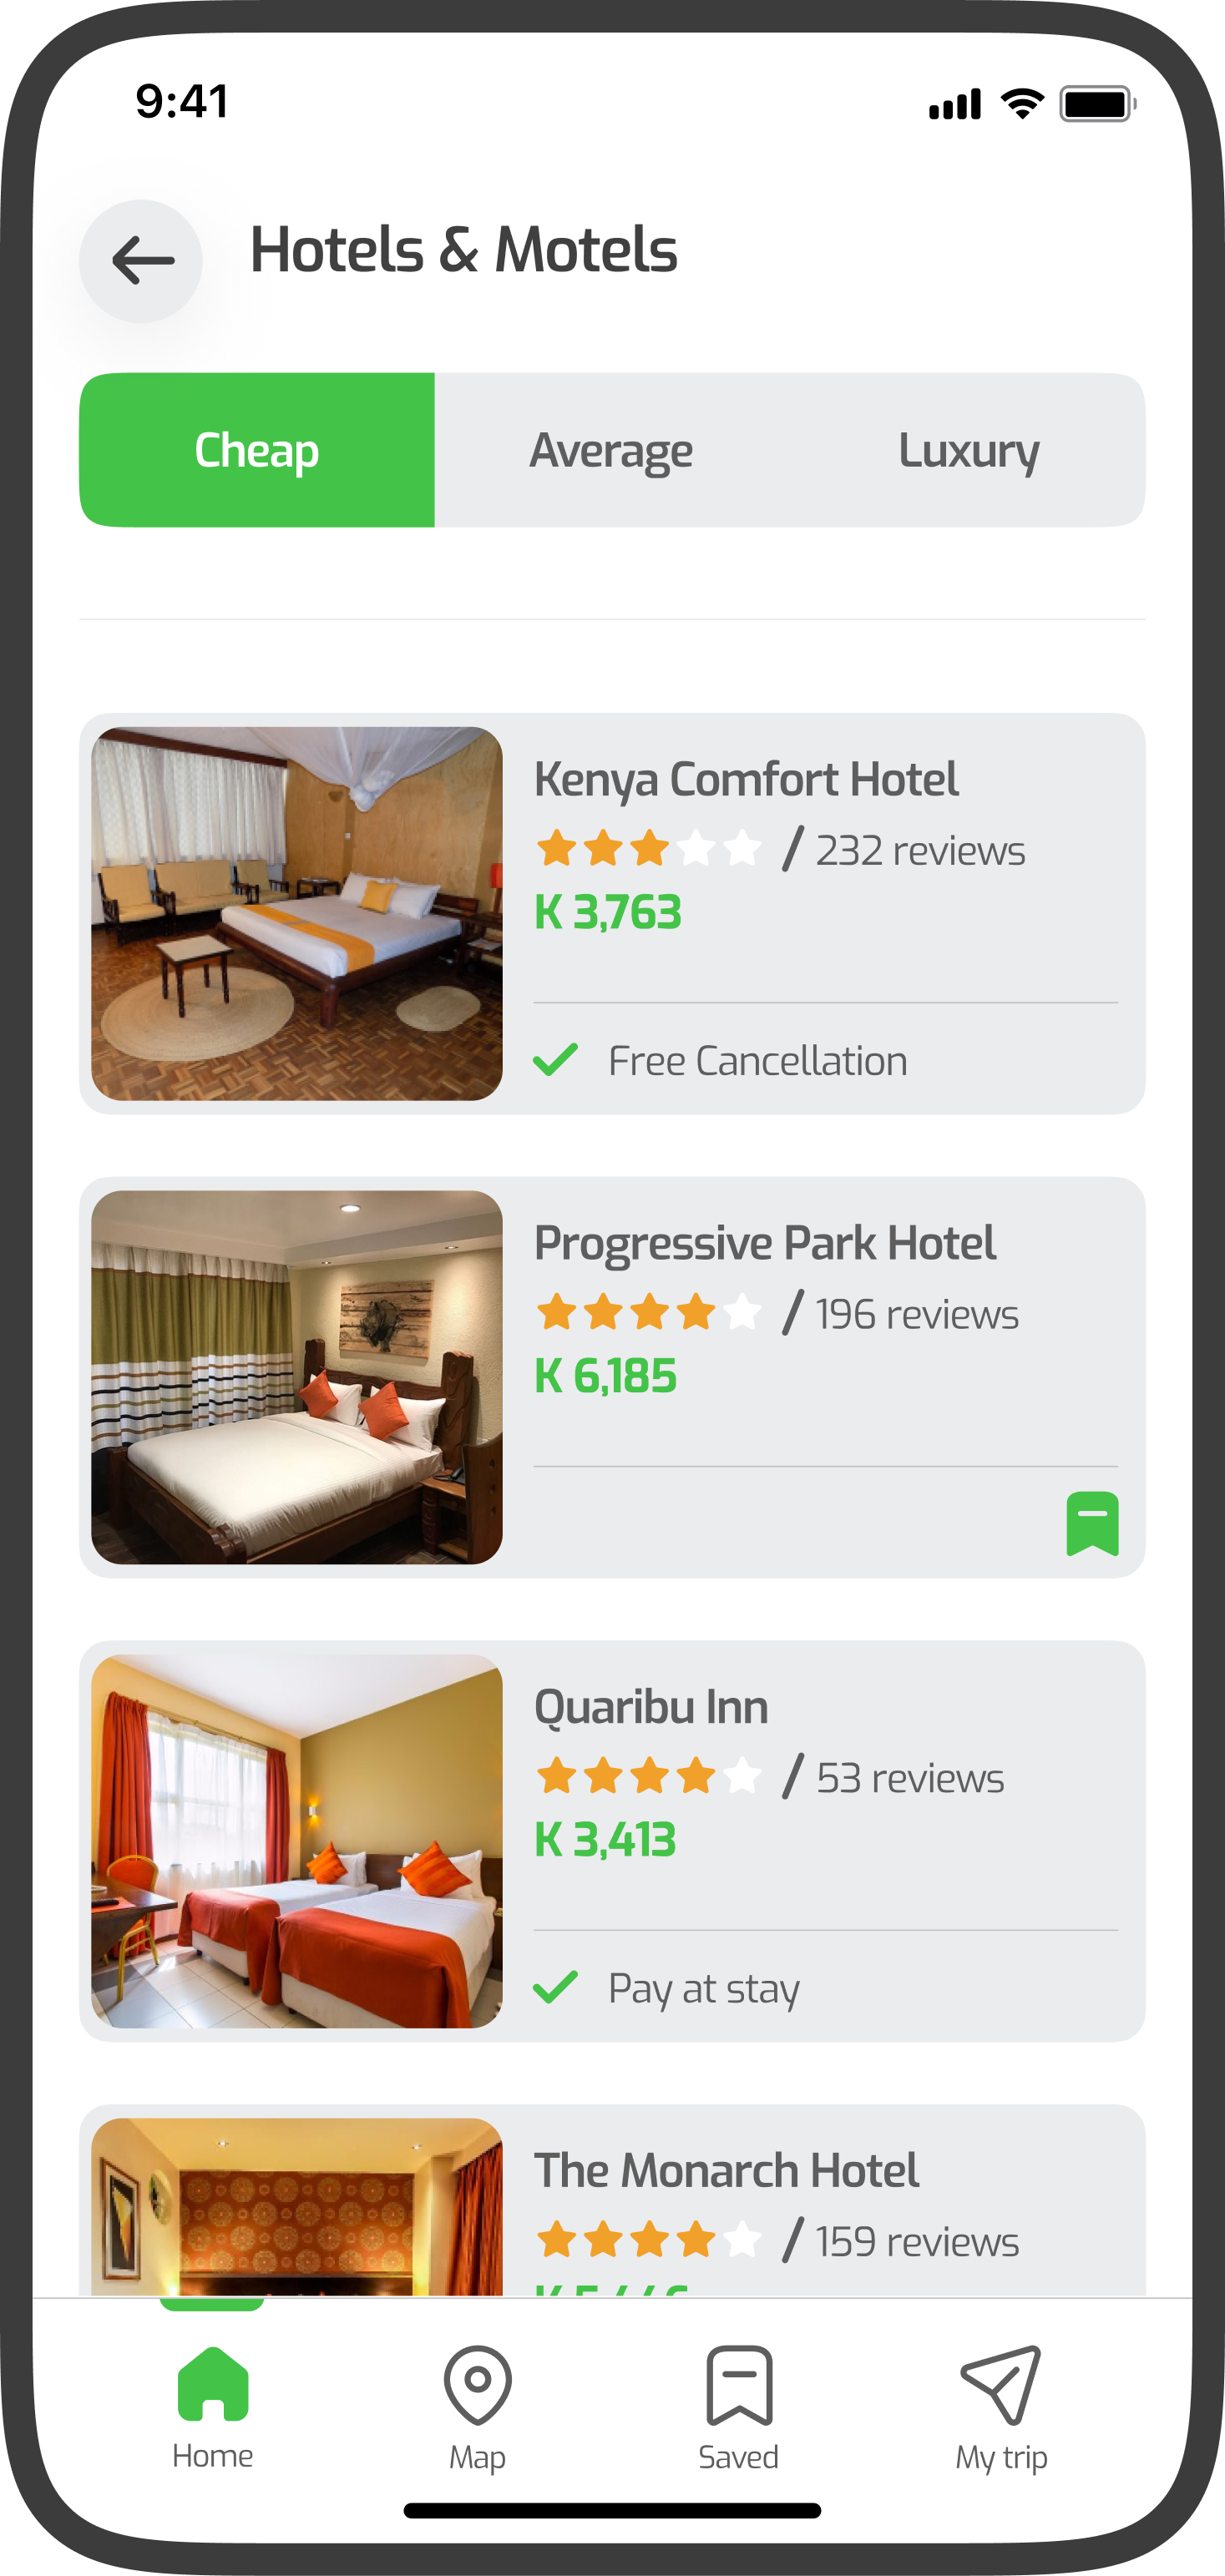 9:41
Hotels & Motels
Cheap Average Luxury
Kenya Comfort Hotel
/ 232 reviews
K 3,763
Free Cancellation
Progressive Park Hotel
/ 196 reviews
K 6,185
Quaribu Inn
/ 53 reviews
K 3,413
Pay at stay
The Monarch Hotel
/ 159 reviews
Home Map Saved My trip